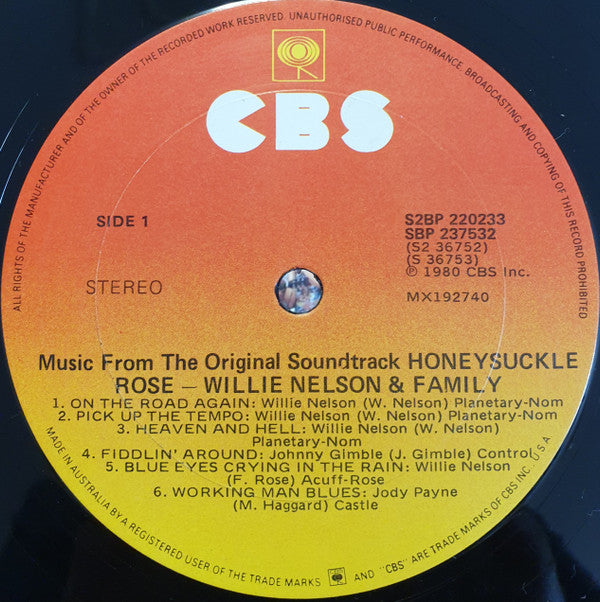 ALL RIGHTS OF THE MANUFACTURER AND OF THE OWNER OF THE RECORDED WORK RESERVED. UNAUTHORISED PUBLIC PERFORMANCE, BROADCASTING AND COPYING OF THIS RECORD PROHIBITED
CBS
SIDE 1
STEREO
S2BP 220233
SBP 237532
(S2 36752)
(S 36753)
℗ 1980 CBS Inc.
MX192740
Music From The Original Soundtrack HONEYSUCKLE
ROSE – WILLIE NELSON & FAMILY
1. ON THE ROAD AGAIN: Willie Nelson (W. Nelson) Planetary-Nom
2. PICK UP THE TEMPO: Willie Nelson (W. Nelson) Planetary-Nom
3. HEAVEN AND HELL: Willie Nelson (W. Nelson)
Planetary-Nom
4. FIDDLIN' AROUND: Johnny Gimble (J. Gimble) Control
5. BLUE EYES CRYING IN THE RAIN: Willie Nelson
(F. Rose) Acuff-Rose
6. WORKING MAN BLUES: Jody Payne
(M. Haggard) Castle
MADE IN AUSTRALIA BY A REGISTERED USER OF THE TRADE MARKS AND "CBS" ARE TRADE MARKS OF CBS INC. U.S.A.